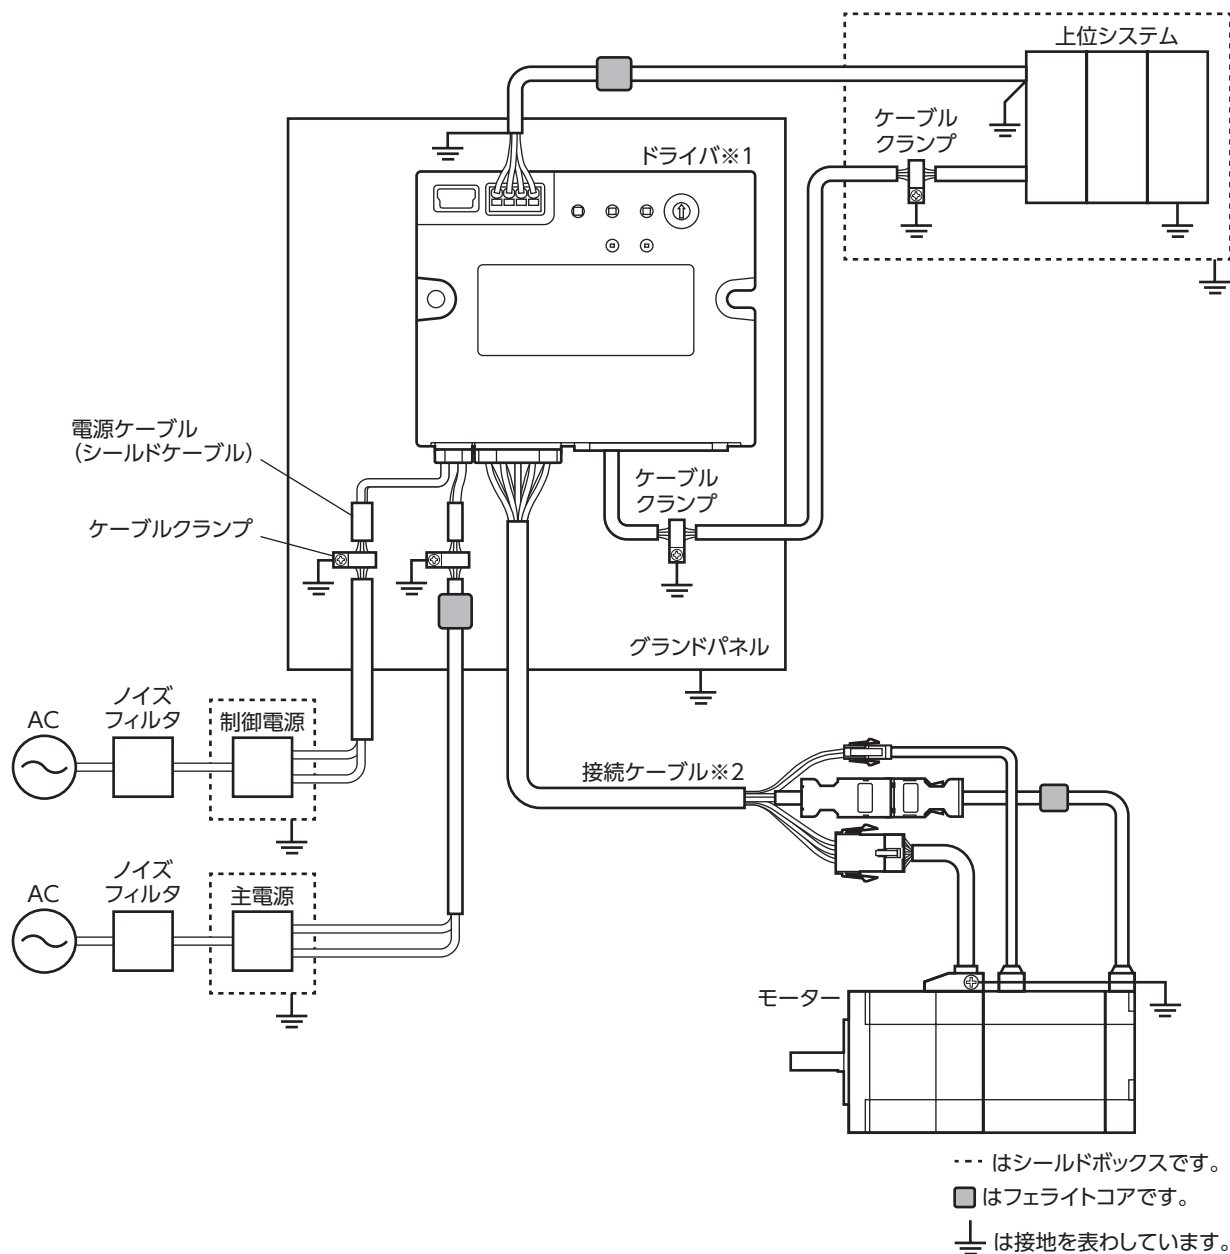 上位システム
ケーブル
クランプ
ドライバ※1
電源ケーブル
(シールドケーブル)
ケーブル
クランプ
ケーブルクランプ
グランドパネル
ノイズ
フィルタ
AC
制御電源
接続ケーブル※2
ノイズ
フィルタ
AC
主電源
モーター
はシールドボックスです。
はフェライトコアです。
は接地を表わしています。